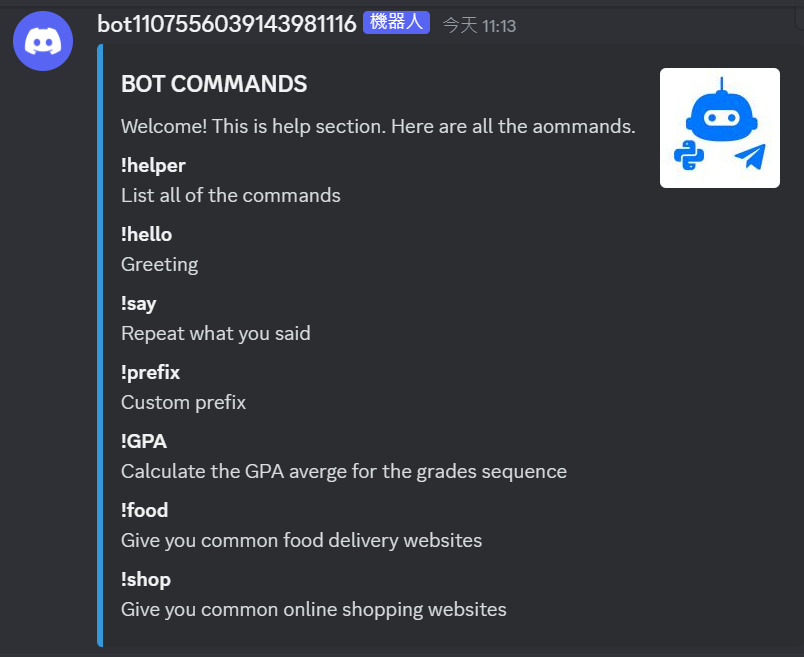 bot1107556039143981116 機器人 今天 11:13
BOT COMMANDS
Welcome! This is help section. Here are all the aommands.
!helper
List all of the commands
!hello
Greeting
!say
Repeat what you said
!prefix
Custom prefix
!GPA
Calculate the GPA averge for the grades sequence
!food
Give you common food delivery websites
!shop
Give you common online shopping websites